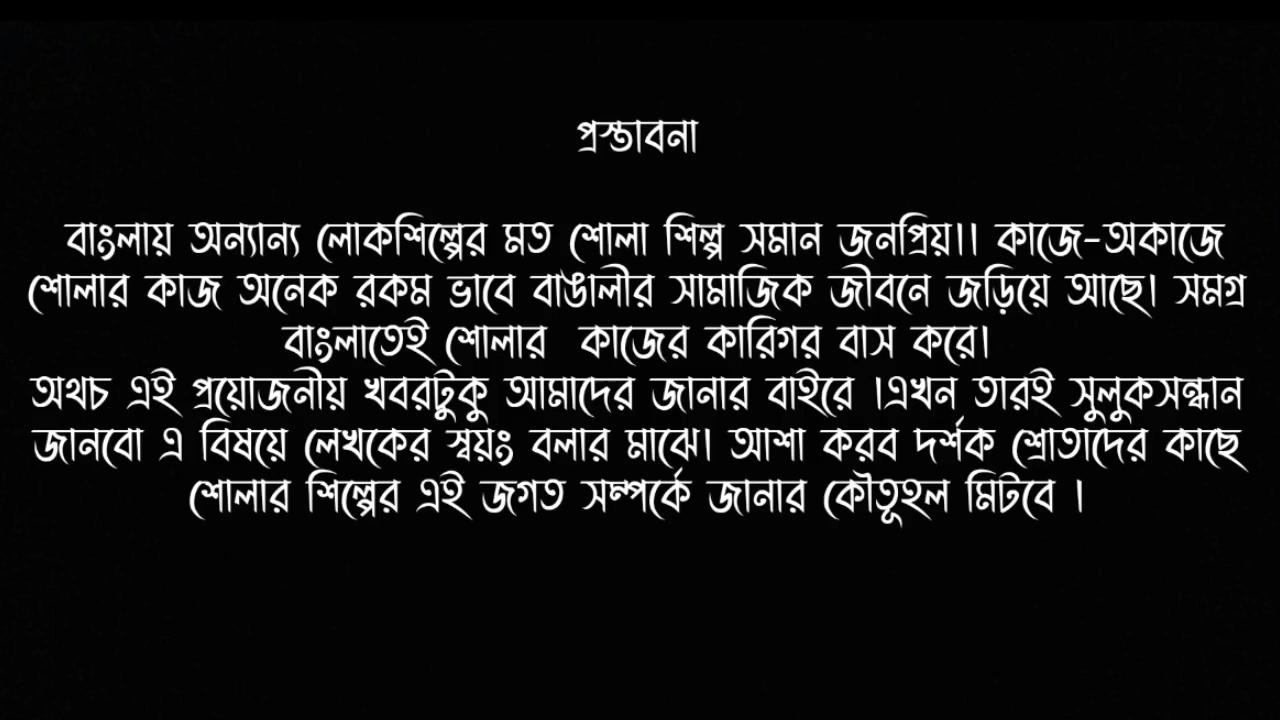 প্রস্তাবনা
বাংলায় অন্যান্য লোকশিল্পের মত শোলা শিল্প সমান জনপ্রিয়।। কাজে-অকাজে
শোলার কাজ অনেক রকম ভাবে বাঙালীর সামাজিক জীবনে জড়িয়ে আছে। সমগ্র
বাংলাতেই শোলার কাজের কারিগর বাস করে।
অথচ এই প্রয়োজনীয় খবরটুকু আমাদের জানার বাইরে ।এখন তারই সুলুকসন্ধান
জানবো এ বিষয়ে লেখকের স্বয়ং বলার মাঝে। আশা করব দর্শক শ্রোতাদের কাছে
শোলার শিল্পের এই জগত সম্পর্কে জানার কৌতূহল মিটবে ।